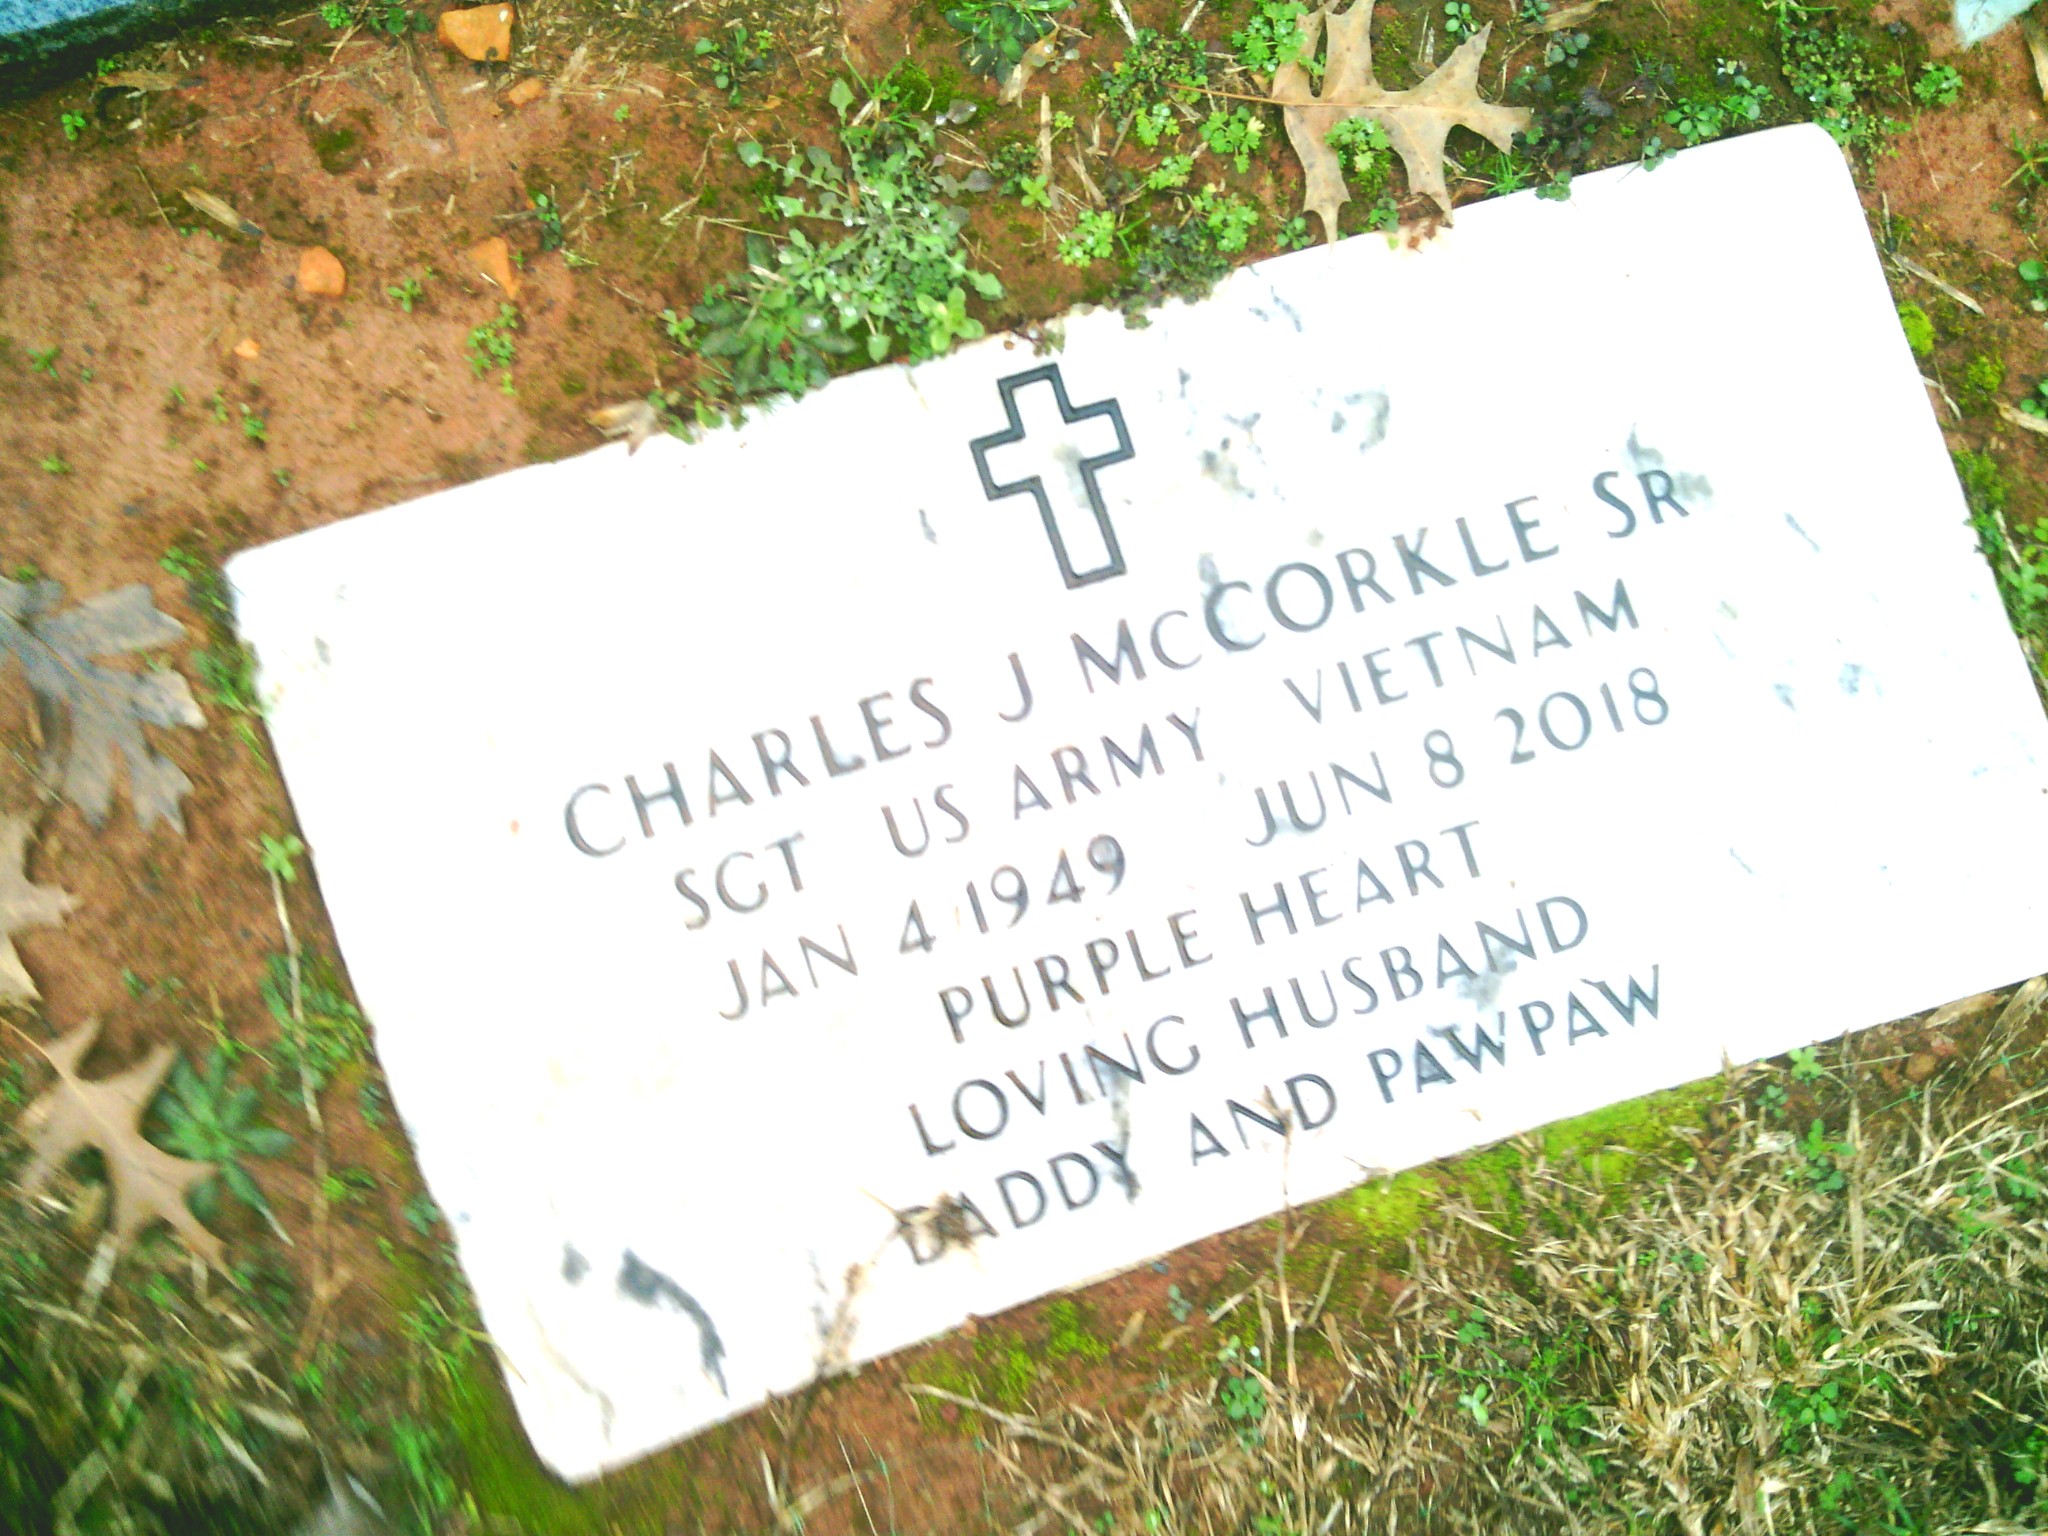 CHARLES J MCCORKLE SR
SGT US ARMY VIETNAM
JAN 4 1949 JUN 8 2018
PURPLE HEART
LOVING HUSBAND
DADDY AND PAWPAW